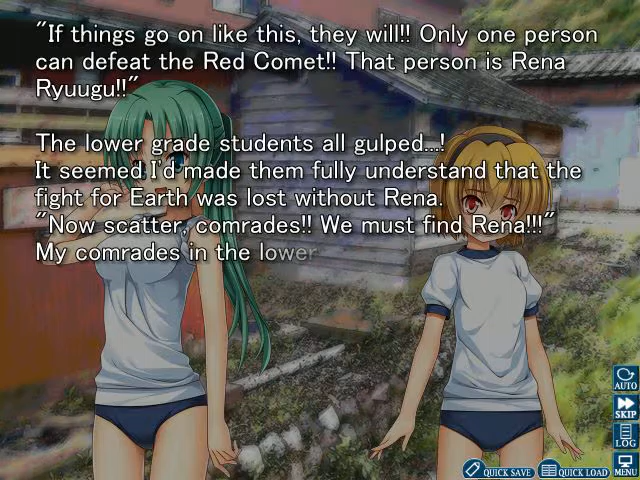 "If things go on like this, they will!! Only one person
can defeat the Red Comet!! That person is Rena
Ryuugu!!"
The lower grade students all gulped...!
It seemed I'd made them fully understand that the
fight for Earth was lost without Rena.
"Now scatter, comrades!! We must find Rena!!!"
My comrades in the lower
AUTO
SKIP
LOG
MENU
QUICK SAVE
QUICK LOAD